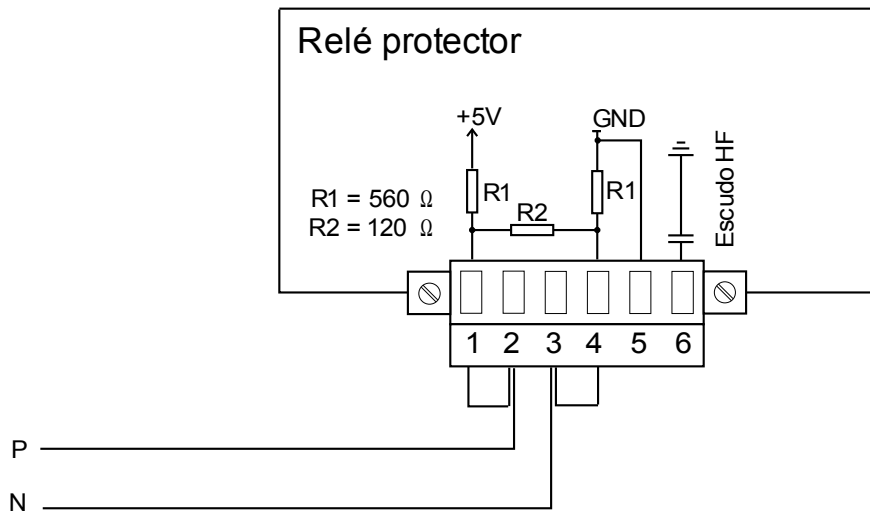 Relé protector
+5V
GND
R1
R1
R2
R1 = 560 Ω
R2 = 120 Ω
Escudo HF
1 2 3 4 5 6
P
N